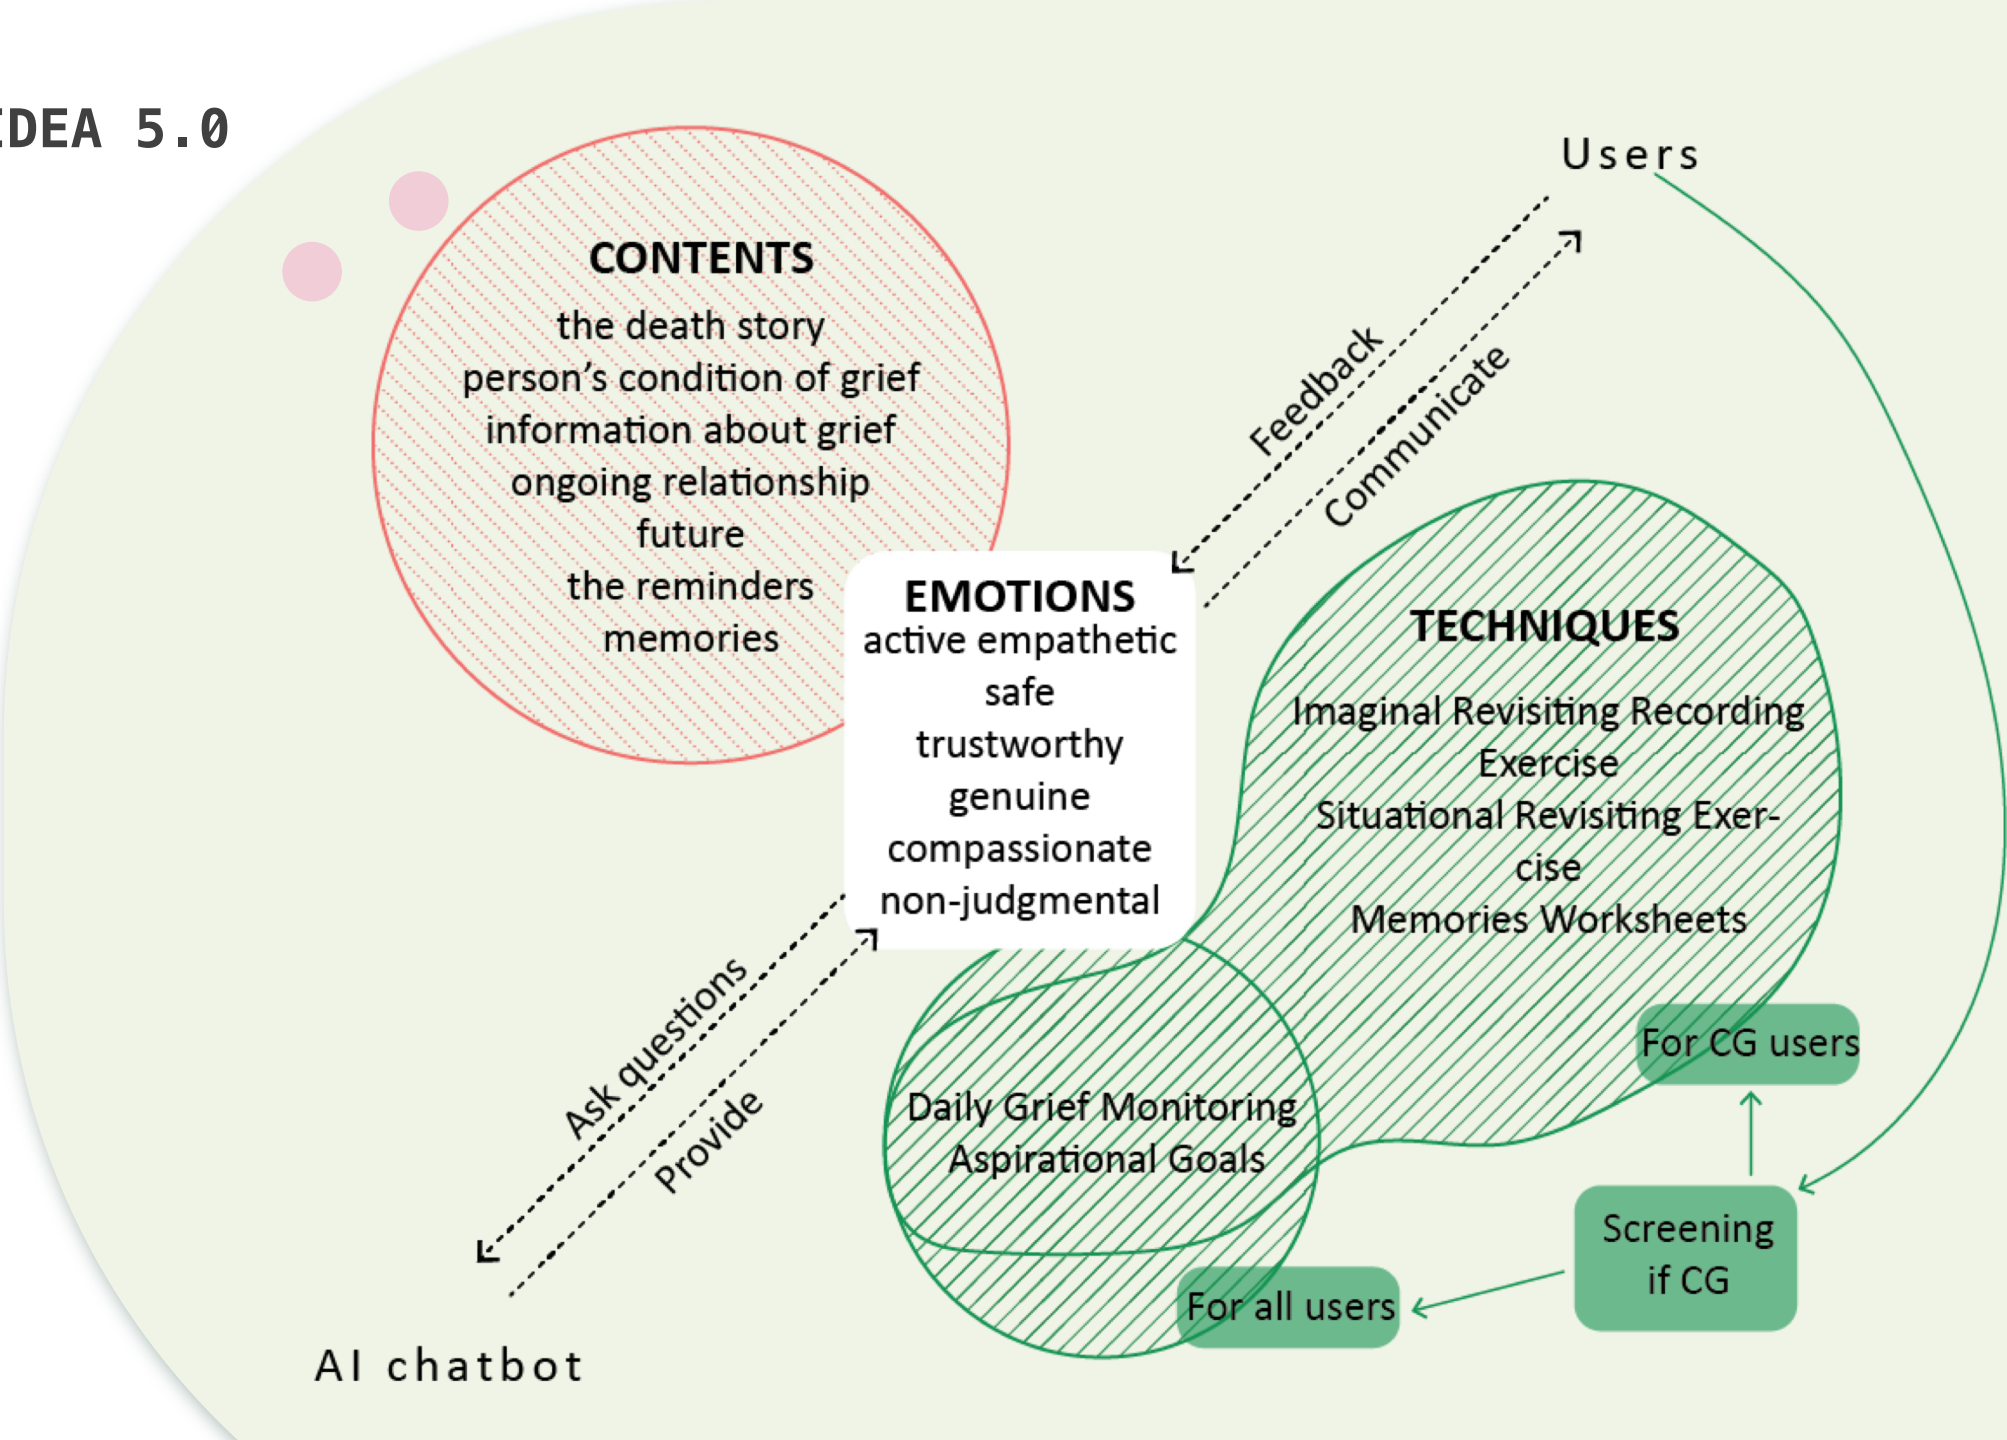 IDEA 5.0
CONTENTS
the death story
person's condition of grief
information about grief
ongoing relationship
future
the reminders
memories
Users
Feedback
Communicate
EMOTIONS
active empathetic
safe
trustworthy
genuine
compassionate
non-judgmental
TECHNIQUES
Imaginal Revisiting Recording
Exercise
Situational Revisiting Exer-
cise
Memories Worksheets
For CG users
Ask questions
Provide
Daily Grief Monitoring
Aspirational Goals
Screening
if CG
For all users
AI chatbot